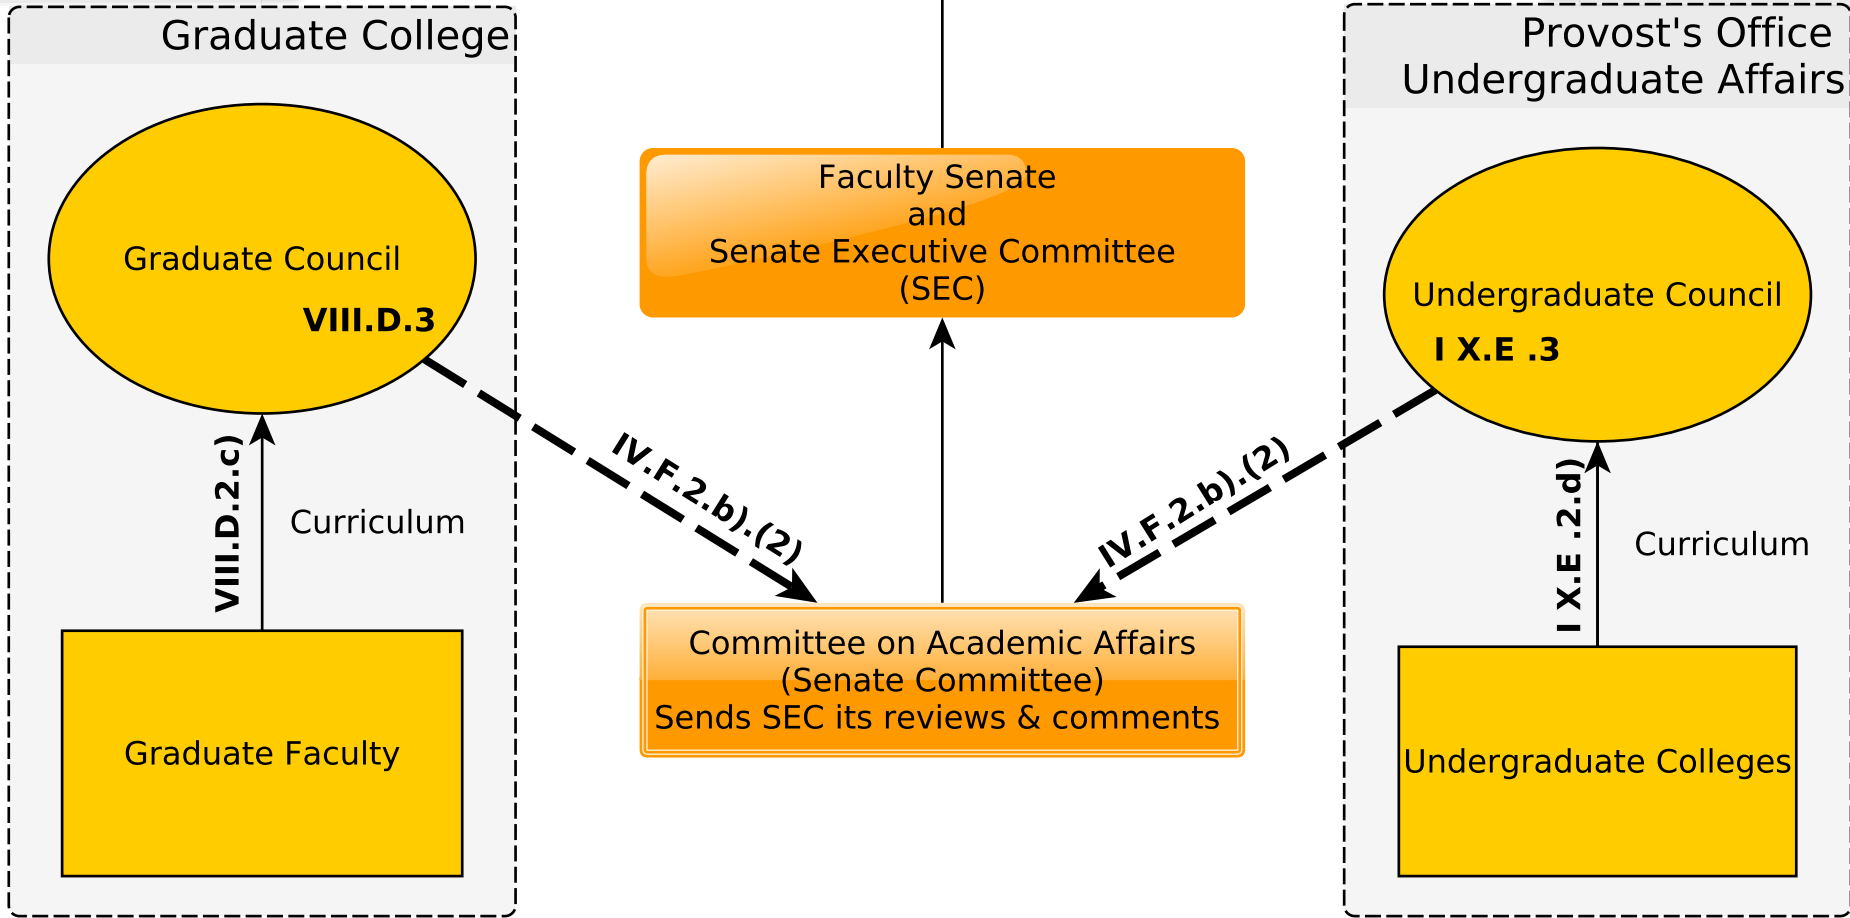 Graduate College
Graduate Council
VIII.D.3
VIII.D.2.c)
Curriculum
Graduate Faculty
IV.F.2.b).(2)
Faculty Senate
and
Senate Executive Committee
(SEC)
Committee on Academic Affairs
(Senate Committee)
Sends SEC its reviews & comments
IV.F.2.b).(2)
Provost's Office
Undergraduate Affairs
Undergraduate Council
I X.E .3
I X.E .2.d)
Curriculum
Undergraduate Colleges